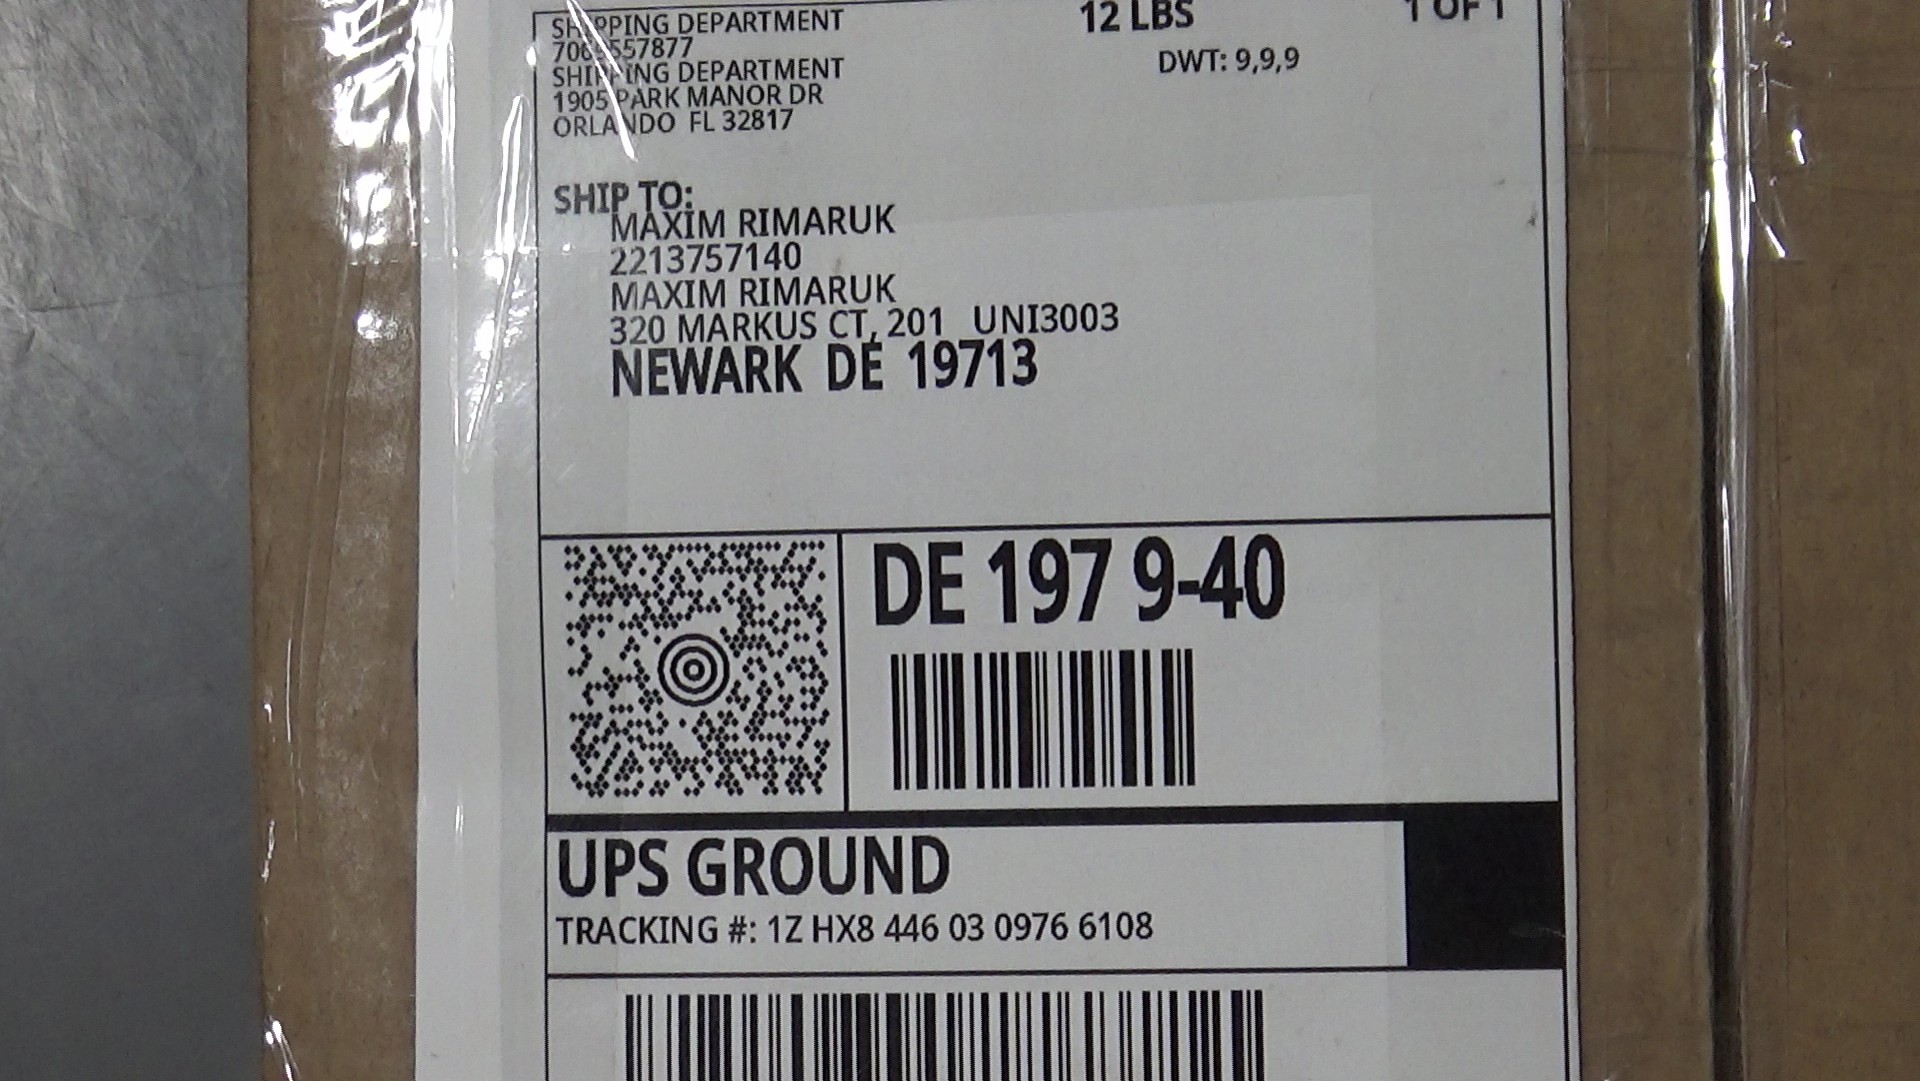 SHIPPING DEPARTMENT
SHIPPING DEPARTMENT
1905 PARK MANOR DR
ORLANDO FL 32817
12 LBS
1 OF 1
DWT: 9,9,9
SHIP TO:
MAXIM RIMARUK
2213757140
MAXIM RIMARUK
320 MARKUS CT, 201 UNI3003
NEWARK DE 19713
DE 197 9-40
UPS GROUND
TRACKING #: 1Z HX8 446 03 0976 6108